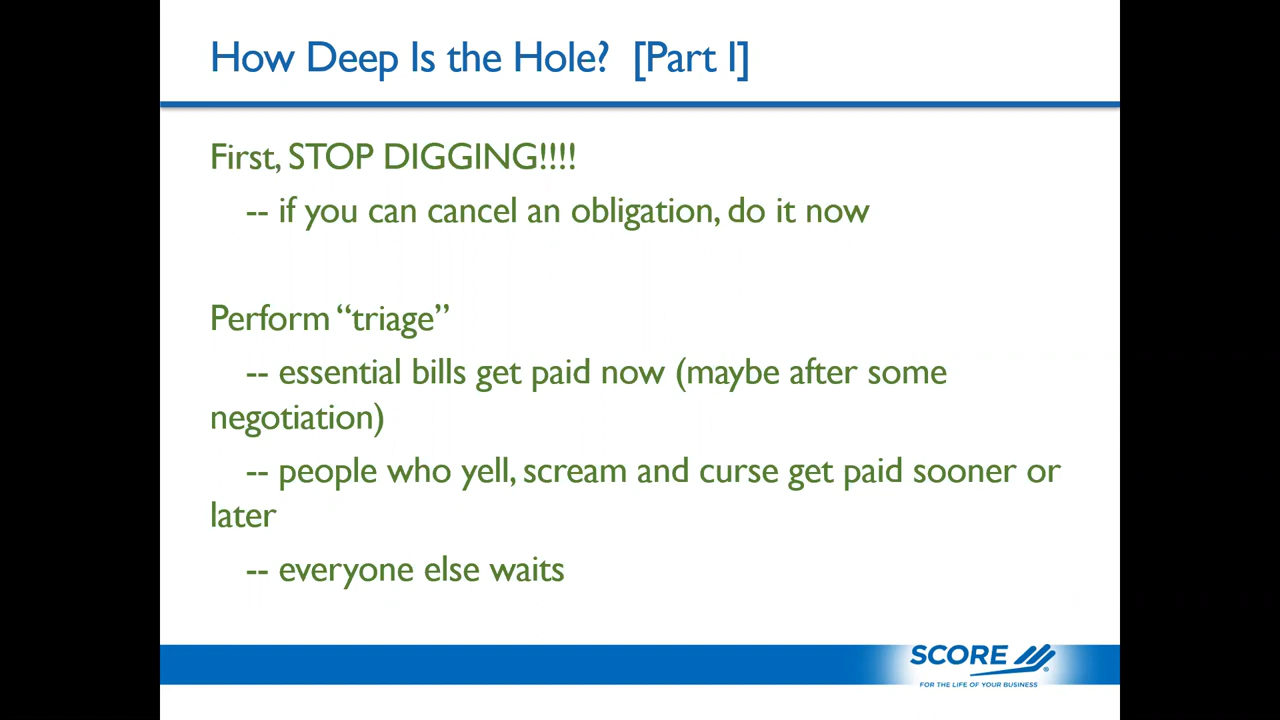 How Deep Is the Hole? [Part I]
First, STOP DIGGING!!!!
-- if you can cancel an obligation, do it now
Perform “triage”
-- essential bills get paid now (maybe after some
negotiation)
-- people who yell, scream and curse get paid sooner or
later
-- everyone else waits
SCORE
FOR THE LIFE OF YOUR BUSINESS